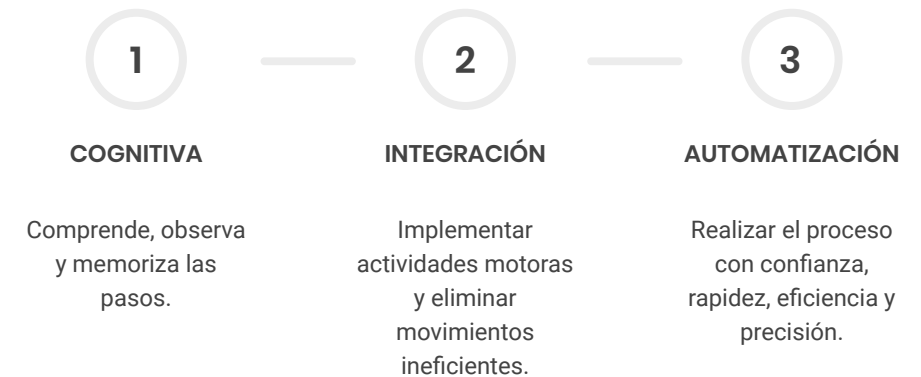 1
COGNITIVA
Comprende, observa
y memoriza las
pasos.
2
INTEGRACIÓN
Implementar
actividades motoras
y eliminar
movimientos
ineficientes.
3
AUTOMATIZACIÓN
Realizar el proceso
con confianza,
rapidez, eficiencia y
precisión.